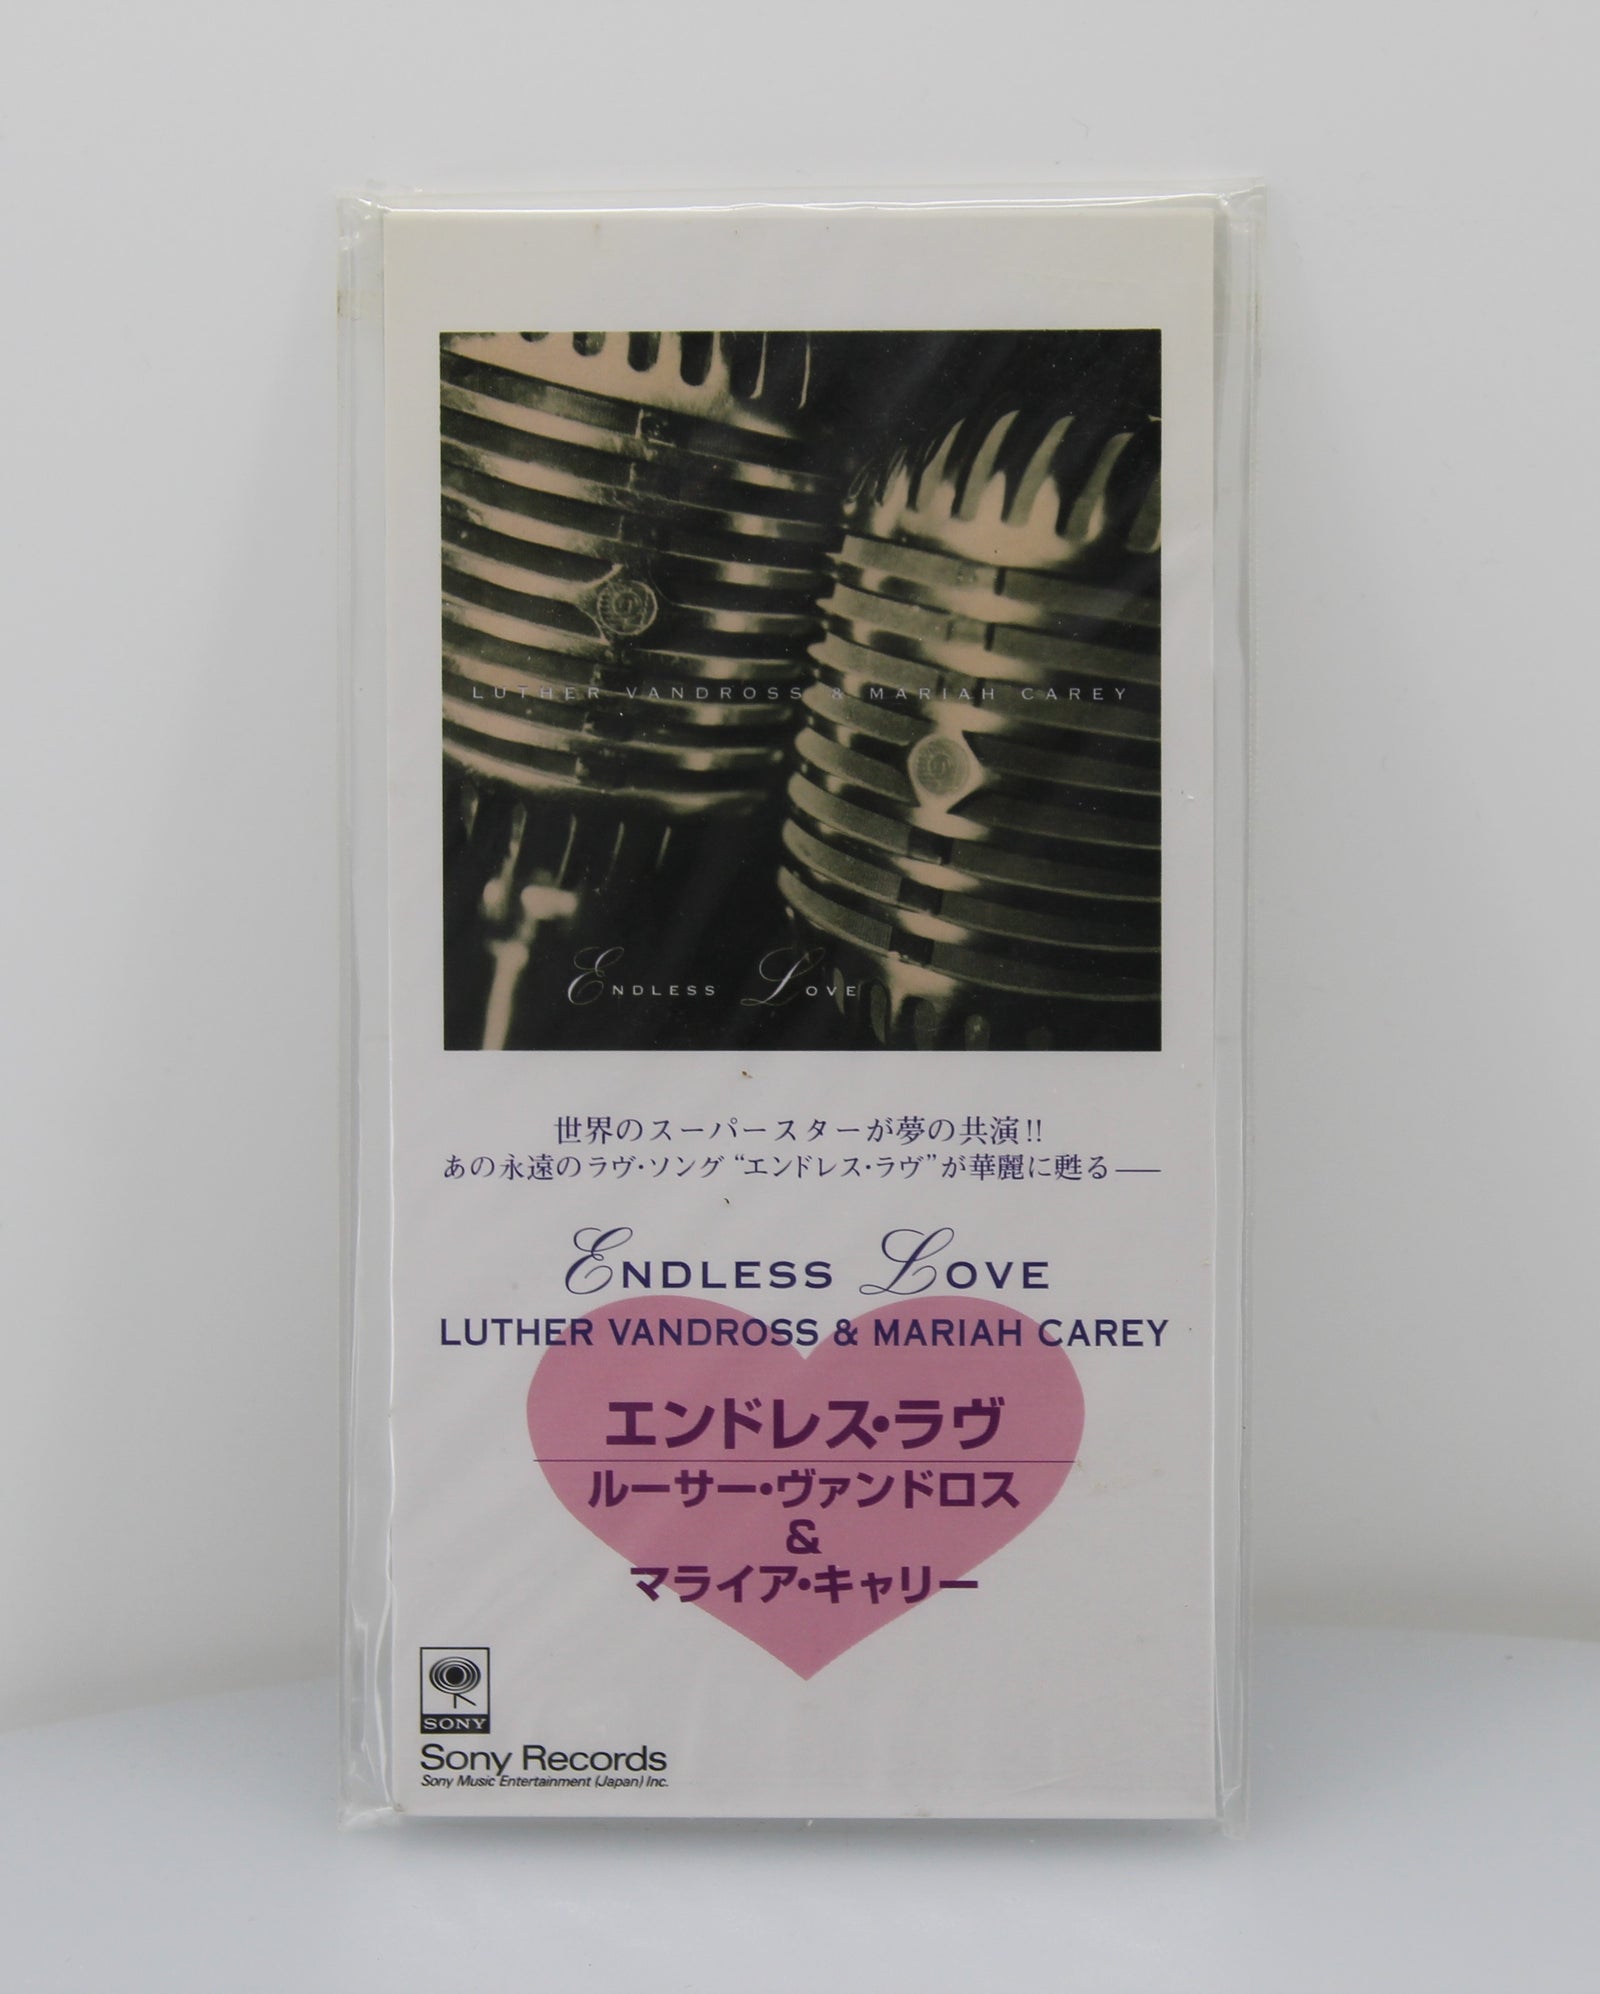 LUTHER VANDROSS & MARIAH CAREY
ENDLESS LOVE
世界のスーパースターが夢の共演!!
あの永遠のラヴ・ソング“エンドレス・ラヴ”が華麗に甦る——
ENDLESS LOVE
LUTHER VANDROSS & MARIAH CAREY
エンドレス・ラヴ
ルーサー・ヴァンドロス
&
マライア・キャリー
SONY
Sony Records
Sony Music Entertainment (Japan) Inc.